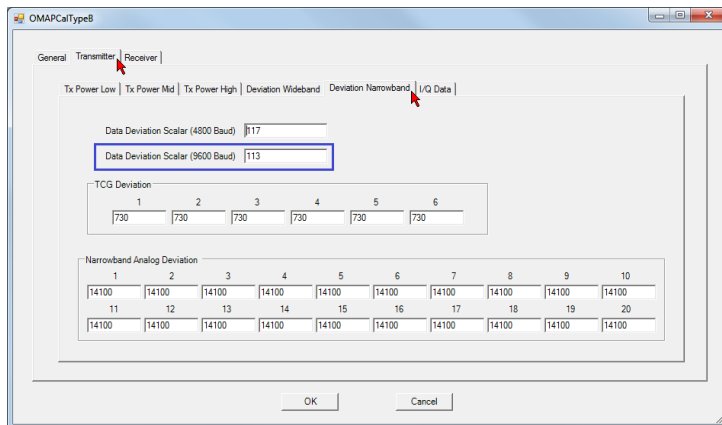 OMAPCalTypeB
General Transmitter Receiver
Tx Power Low Tx Power Mid Tx Power High Deviation Wideband Deviation Narrowband I/Q Data
Data Deviation Scalar (4800 Baud) 117
Data Deviation Scalar (9600 Baud) 113
TCG Deviation
1 2 3 4 5 6
730 730 730 730 730 730
Narrowband Analog Deviation
1 2 3 4 5 6 7 8 9 10
14100 14100 14100 14100 14100 14100 14100 14100 14100 14100
11 12 13 14 15 16 17 18 19 20
14100 14100 14100 14100 14100 14100 14100 14100 14100 14100
OK Cancel